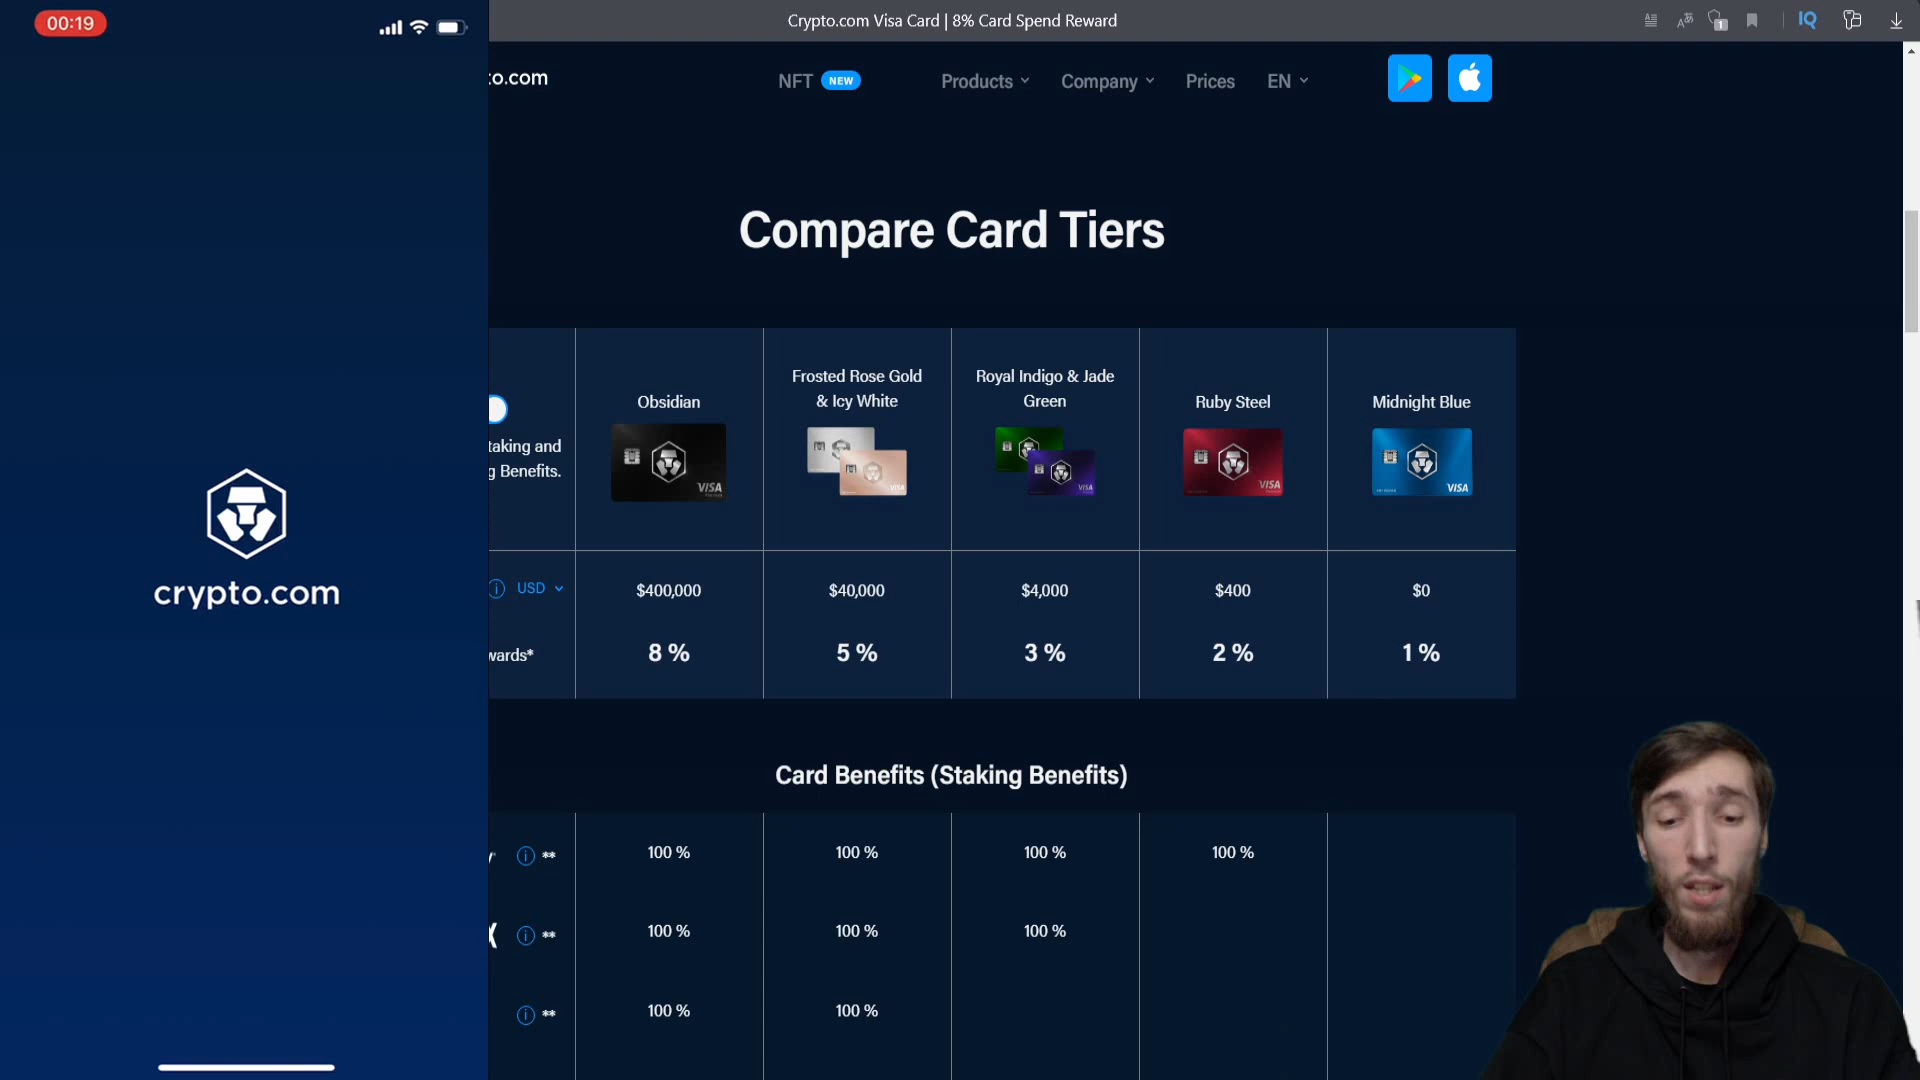 00:19
Crypto.com Visa Card | 8% Card Spend Reward
1
IQ
:o.com
NFT NEW
Products
Company
Prices
EN
Compare Card Tiers
Obsidian
Frosted Rose Gold
& Icy White
Royal Indigo & Jade
Green
Ruby Steel
Midnight Blue
taking and
g Benefits.
VISA
VISA
VISA
VISA
VISA
crypto.com
USD
$400,000
$40,000
$4,000
$400
$0
wards*
8 %
5 %
3 %
2 %
1 %
Card Benefits (Staking Benefits)
**
100 %
100 %
100 %
100 %
**
100 %
100 %
100 %
**
100 %
100 %